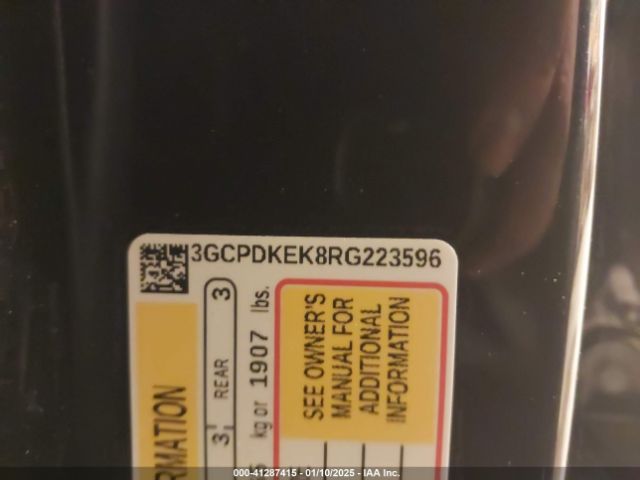 3GCPDKEK8RG223596
RMATION
3
REAR
3
kg or 1907 lbs.
SEE OWNER'S
MANUAL FOR
ADDITIONAL
INFORMATION
000-41287415 - 01/10/2025 - IAA Inc.